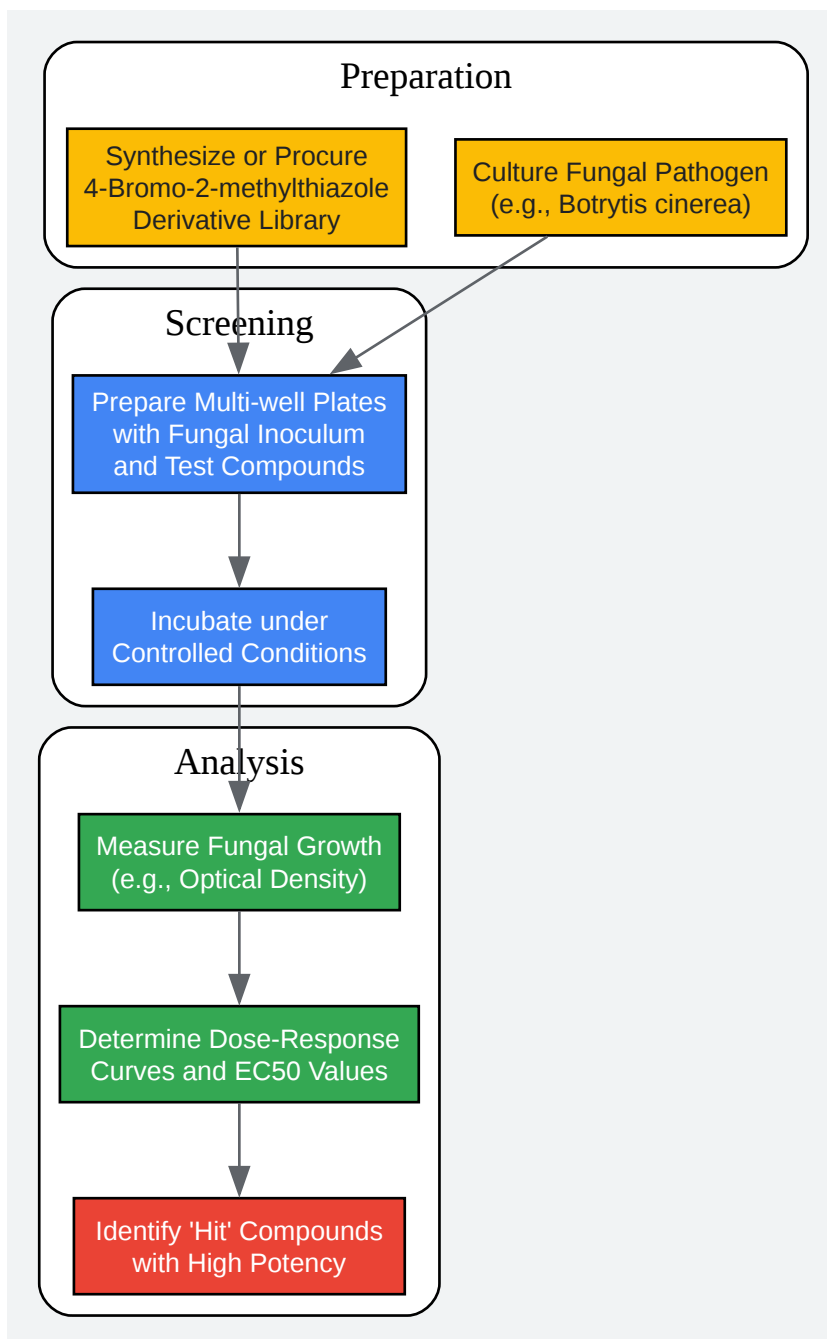 Preparation
Synthesize or Procure
4-Bromo-2-methylthiazole
Derivative Library
Culture Fungal Pathogen
(e.g., Botrytis cinerea)
Screening
Prepare Multi-well Plates
with Fungal Inoculum
and Test Compounds
Incubate under
Controlled Conditions
Analysis
Measure Fungal Growth
(e.g., Optical Density)
Determine Dose-Response
Curves and EC50 Values
Identify 'Hit' Compounds
with High Potency